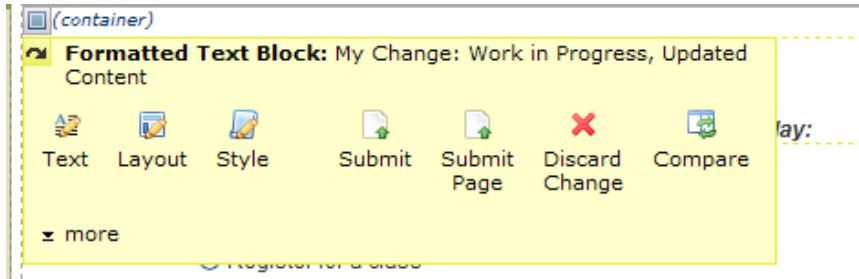 (container)
Formatted Text Block: My Change: Work in Progress, Updated
Content
lay:
Text Layout Style Submit Submit Discard Compare
Page Change
more
Register for a class